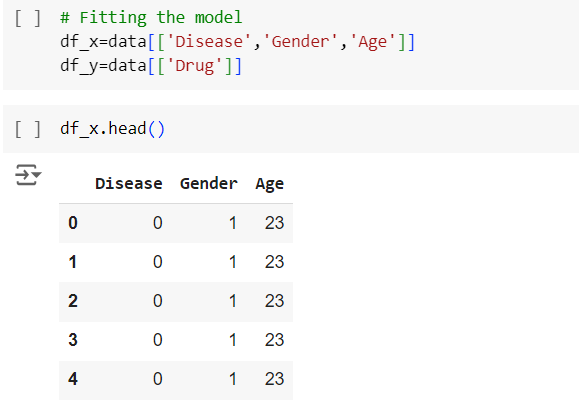 [ ] # Fitting the model
df_x=data[['Disease','Gender','Age']]
df_y=data[['Drug']]
[ ] df_x.head()
Disease Gender Age
0 0 1 23
1 0 1 23
2 0 1 23
3 0 1 23
4 0 1 23